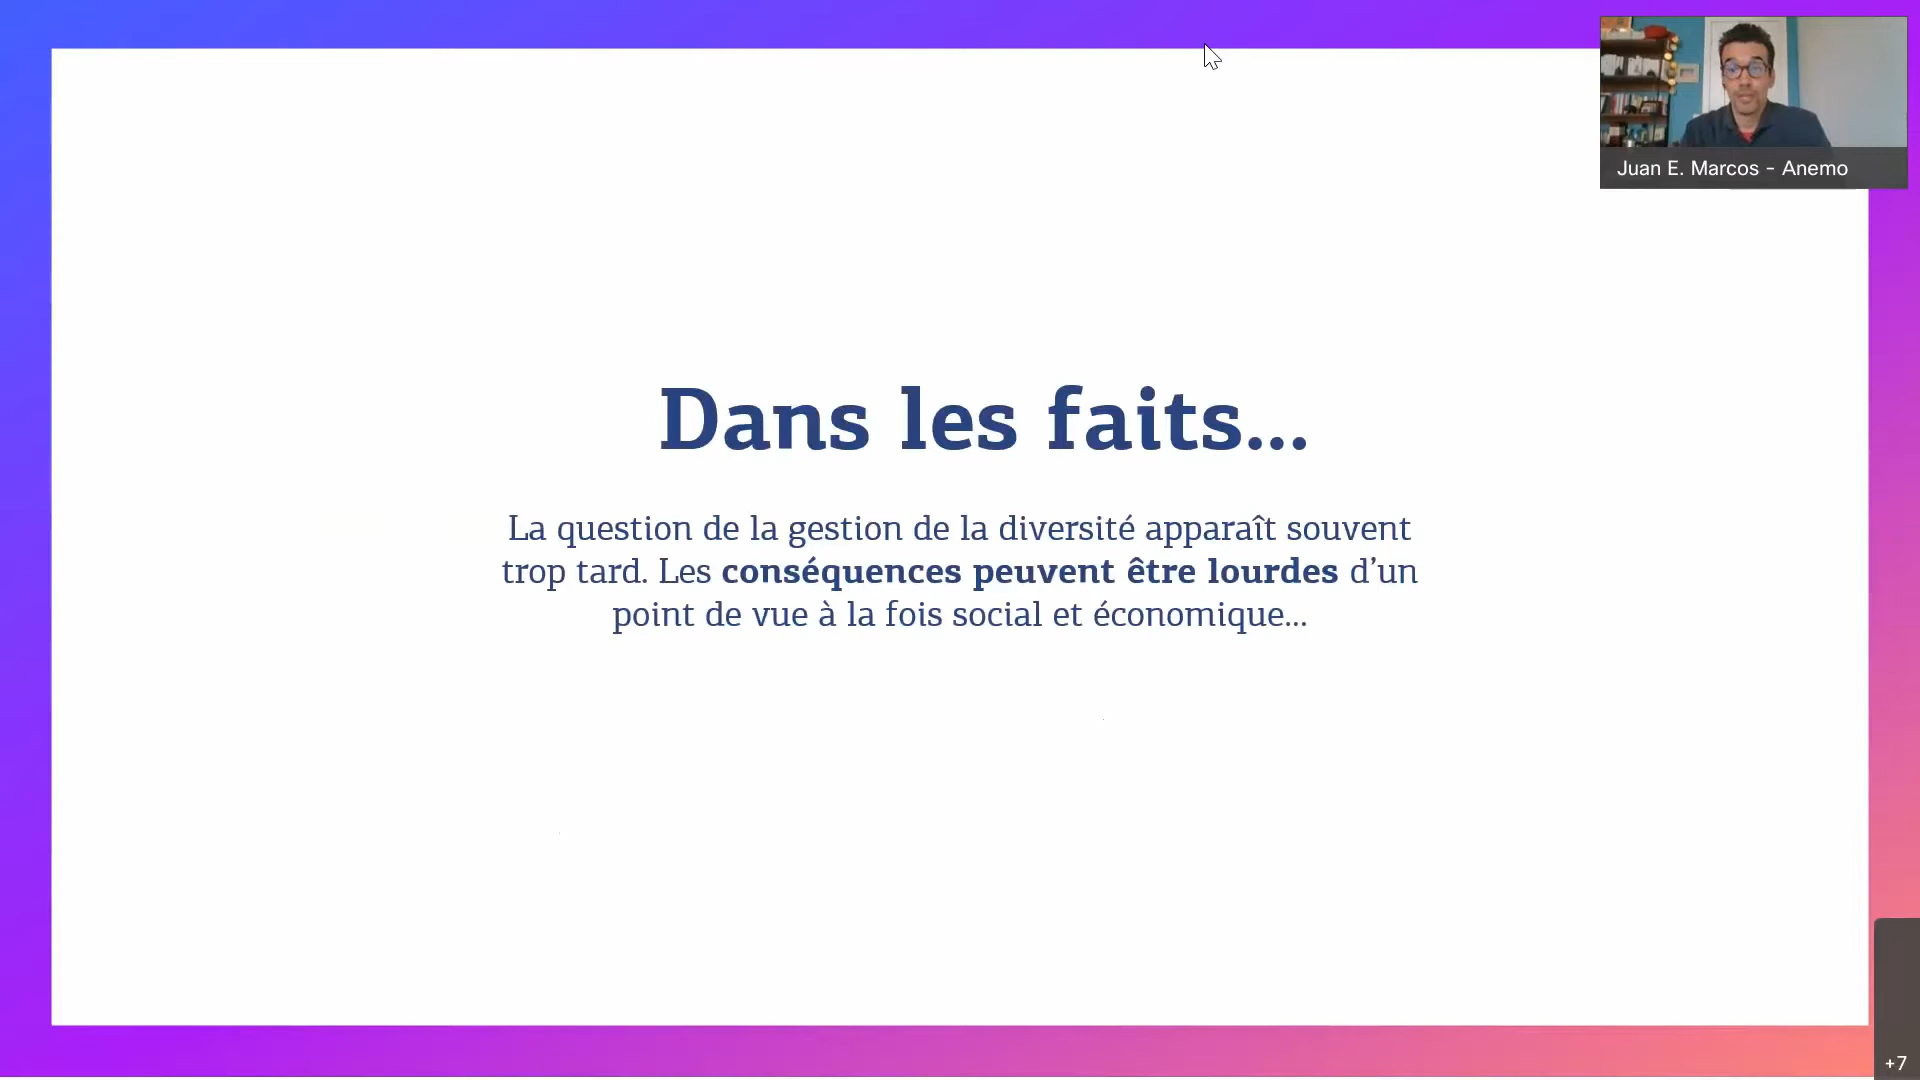 Juan E. Marcos - Anemo
Dans les faits...
La question de la gestion de la diversité apparaît souvent
trop tard. Les conséquences peuvent être lourdes d’un
point de vue à la fois social et économique...
+7